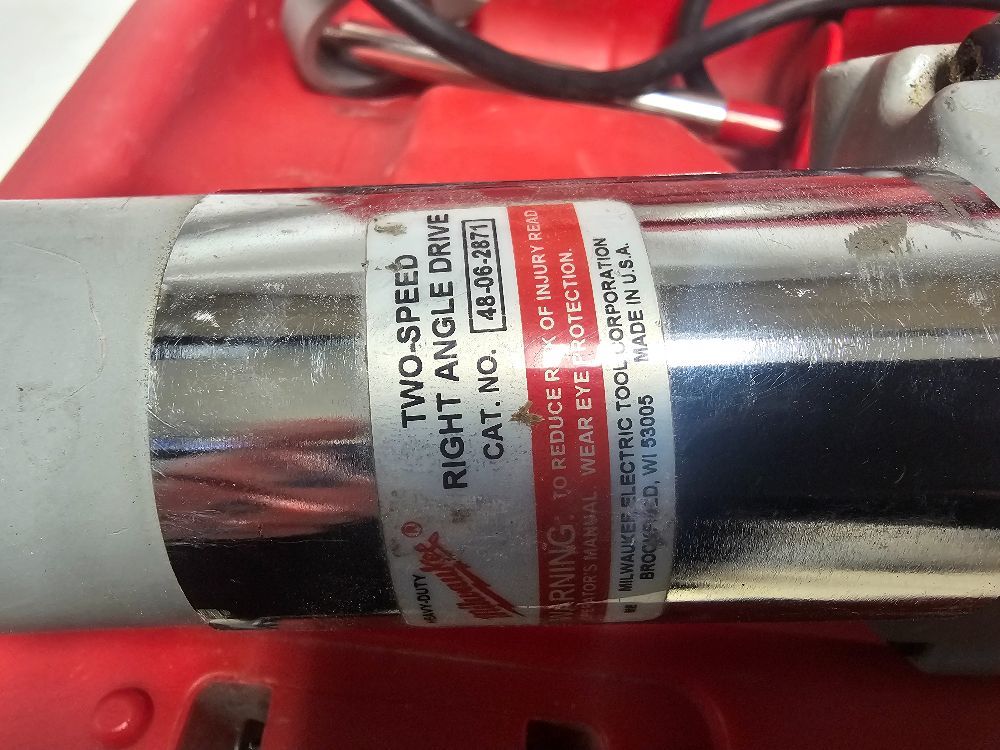 HEAVY-DUTY
Milwaukee
TWO-SPEED
RIGHT ANGLE DRIVE
CAT. NO. 48-06-2871
WARNING: TO REDUCE RISK OF INJURY READ
OPERATOR'S MANUAL. WEAR EYE PROTECTION.
MILWAUKEE ELECTRIC TOOL CORPORATION
BROOKFIELD, WI 53005 MADE IN U.S.A.